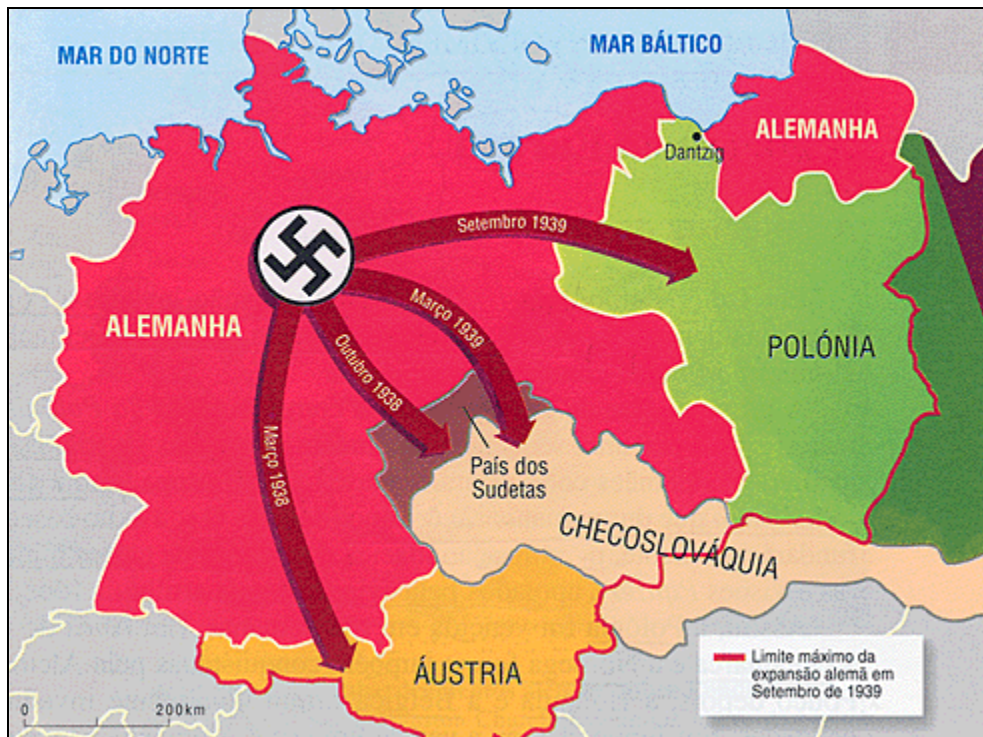 MAR DO NORTE
MAR BÁLTICO
ALEMANHA
Dantzig
Setembro 1939
ALEMANHA
Março 1939
POLÓNIA
Outubro 1938
Março 1938
País dos
Sudetas
CHECOSLOVÁQUIA
ÁUSTRIA
Limite máximo da
expansão alemã em
Setembro de 1939
0 200km